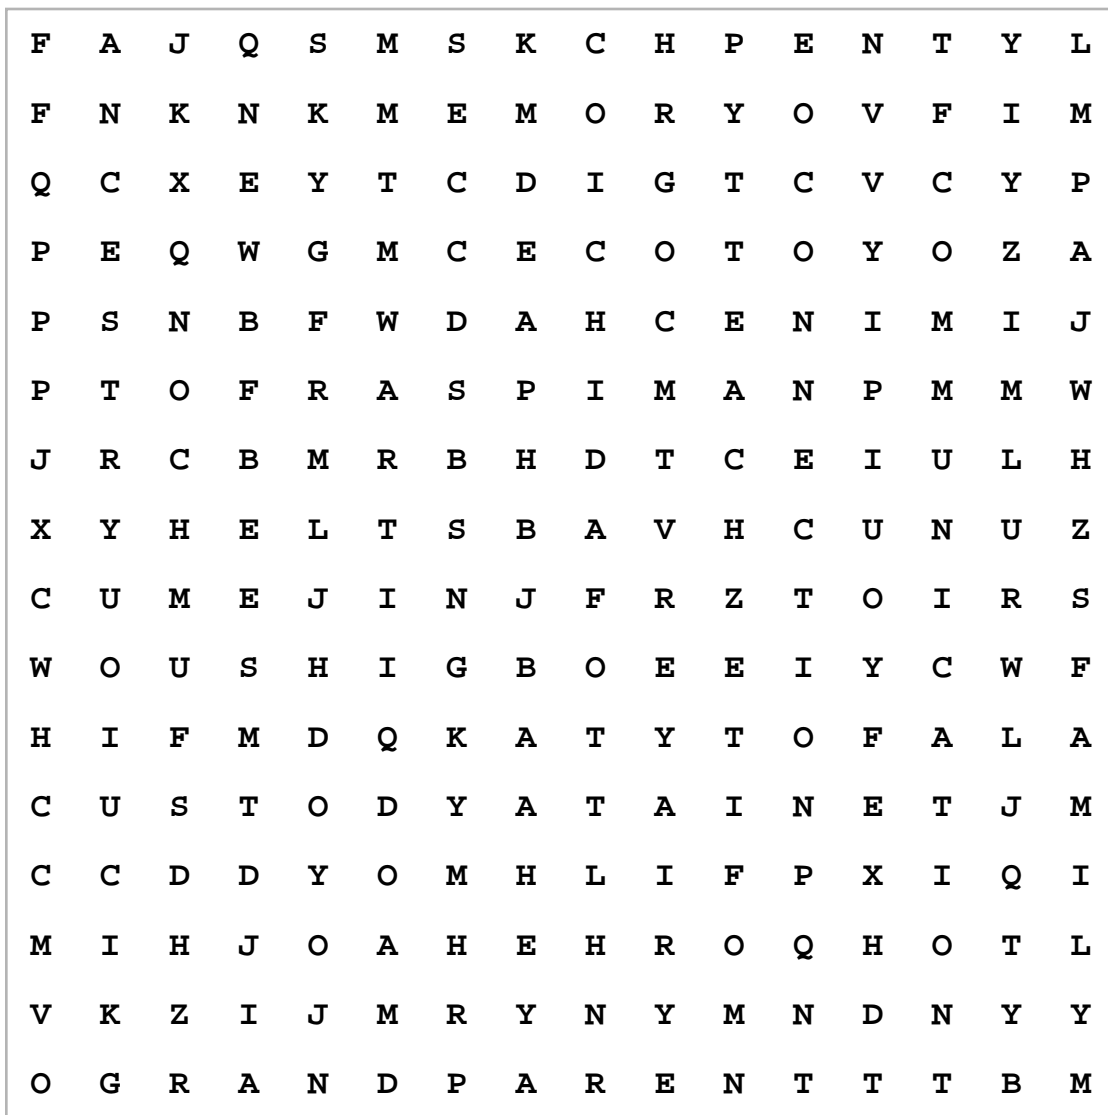 F A J Q S M S K C H P E N T Y L
F N K N K M E M O R Y O V F I M
Q C X E Y T C D I G T C V C Y P
P E Q W G M C E C O T O Y O Z A
P S N B F W D A H C E N I M I J
P T O F R A S P I M A N P M M W
J R C B M R B H D T C E I U L H
X Y H E L T S B A V H C U N U Z
C U M E J I N J F R Z T O I R S
W O U S H I G B O E E I Y C W F
H I F M D Q K A T Y T O F A L A
C U S T O D Y A T A I N E T J M
C C D D Y O M H L I F P X I Q I
M I H J O A H E H R O Q H O T L
V K Z I J M R Y N Y M N D N Y Y
O G R A N D P A R E N T T T B M